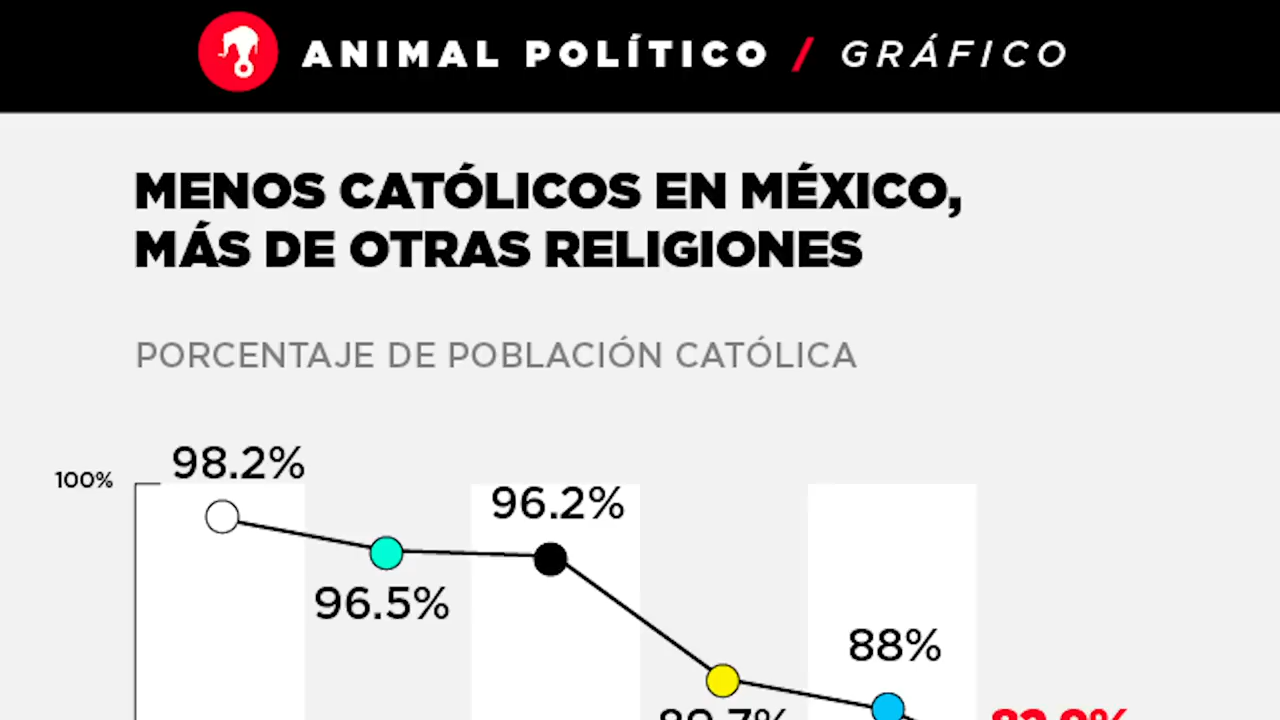 ANIMAL POLÍTICO / GRÁFICO
MENOS CATÓLICOS EN MÉXICO,
MÁS DE OTRAS RELIGIONES
PORCENTAJE DE POBLACIÓN CATÓLICA
100%
98.2%
96.5%
96.2%
88%